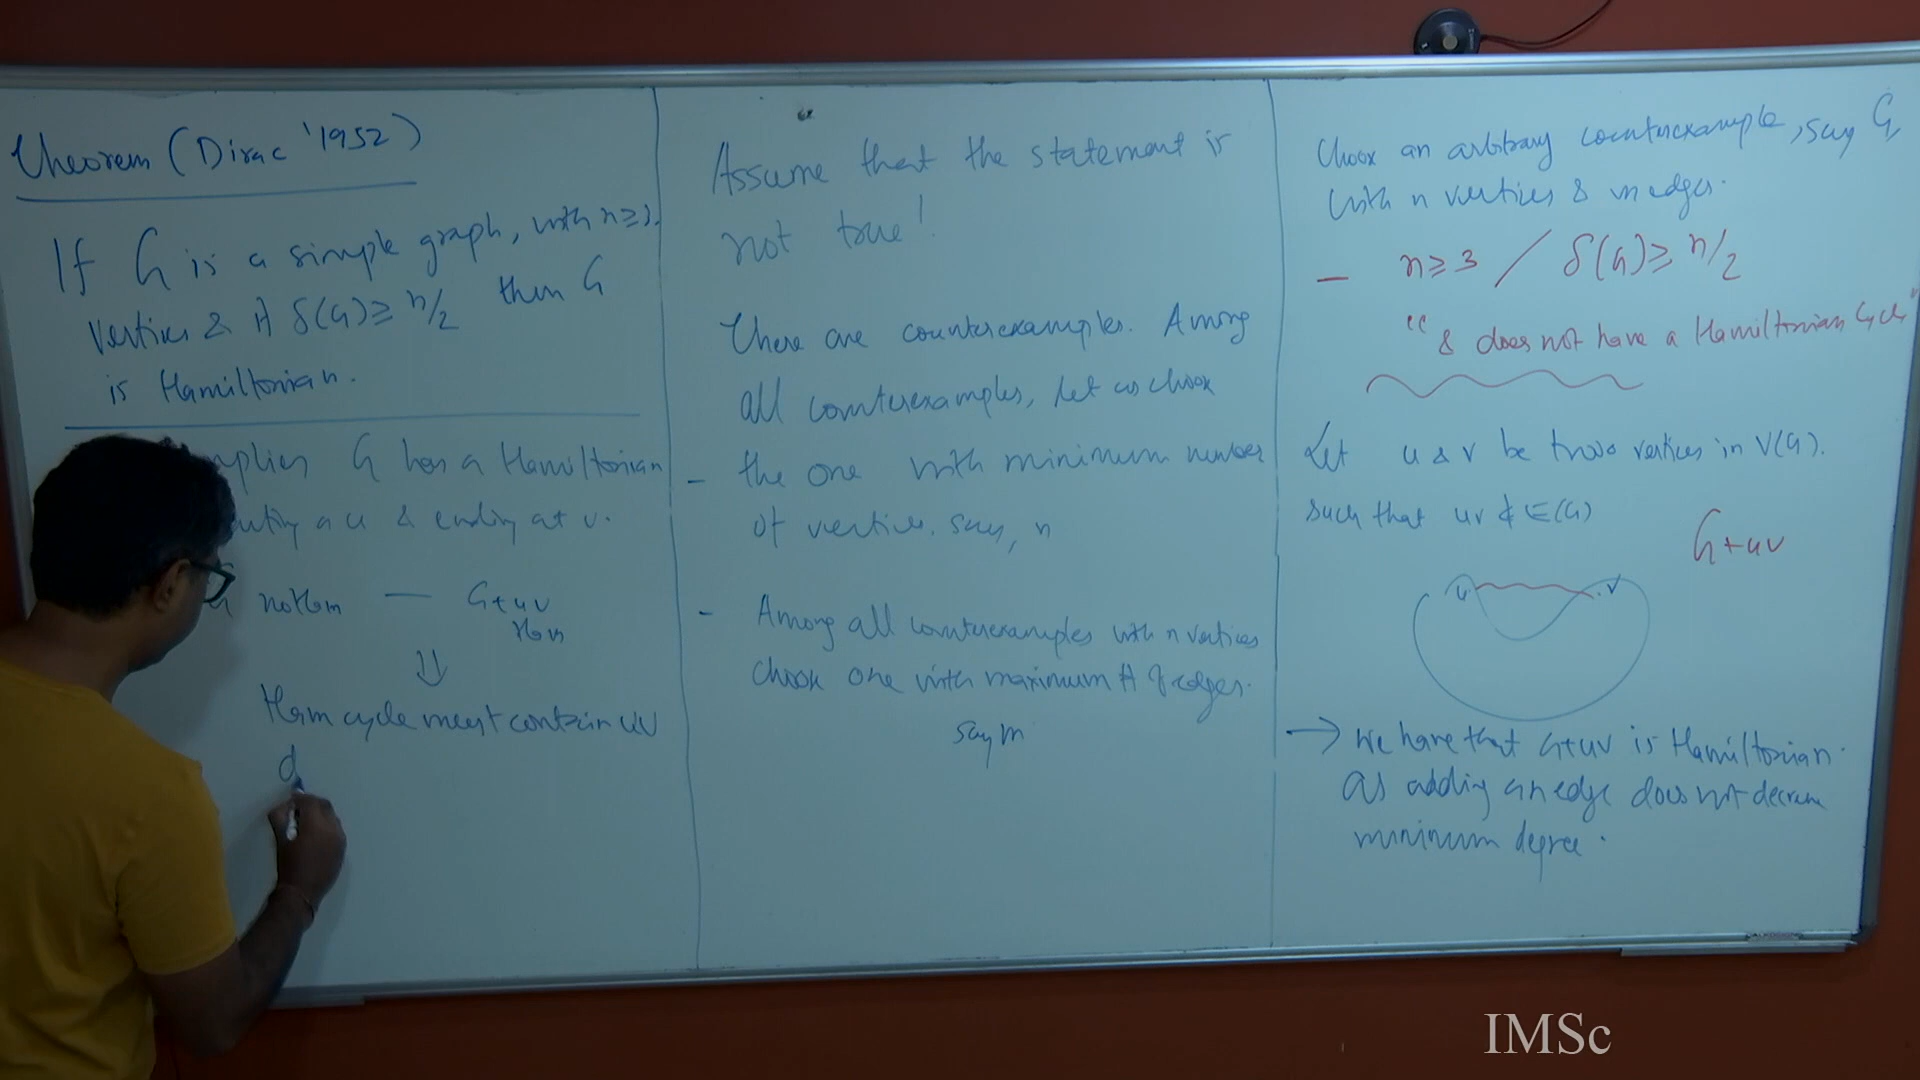 Theorem (Dirac '1952)
If G is a simple graph, with n≥3,
vertices & if δ(G)≥ n/2 then G
is Hamiltonian.
mplies G has a Hamiltonian
u & ending at v.
not Ham — G+uv
Ham
⇓
Ham cycle must contain uv
d
Assume that the statement is
not true!
There are counterexamples. Among
all counterexamples, let us choose
- the one with minimum number
of vertices. say, n
- Among all counterexamples with n vertices
choose one with maximum # of edges.
say m
Choose an arbitrary counterexample, say G,
with n vertices & m edges.
- n≥3 / δ(G)≥ n/2
" & does not have a Hamiltonian Cycle"
Let u & v be two vertices in V(G).
such that uv ∉ E(G)
G+uv
u v
→ We have that G+uv is Hamiltonian.
as adding an edge does not decrease
minimum degree.
IMSc